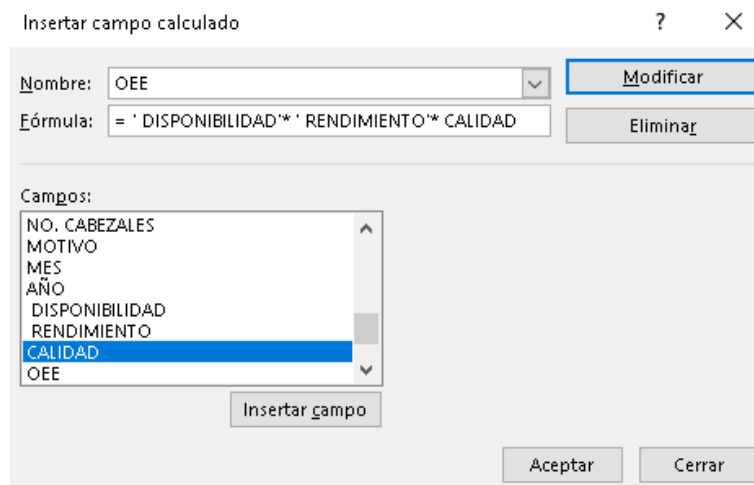 Insertar campo calculado ? ×
Nombre: OEE Modificar
Fórmula: = ' DISPONIBILIDAD'* ' RENDIMIENTO'* CALIDAD Eliminar
Campos:
NO. CABEZALES
MOTIVO
MES
AÑO
DISPONIBILIDAD
RENDIMIENTO
CALIDAD
OEE
Insertar campo
Aceptar Cerrar